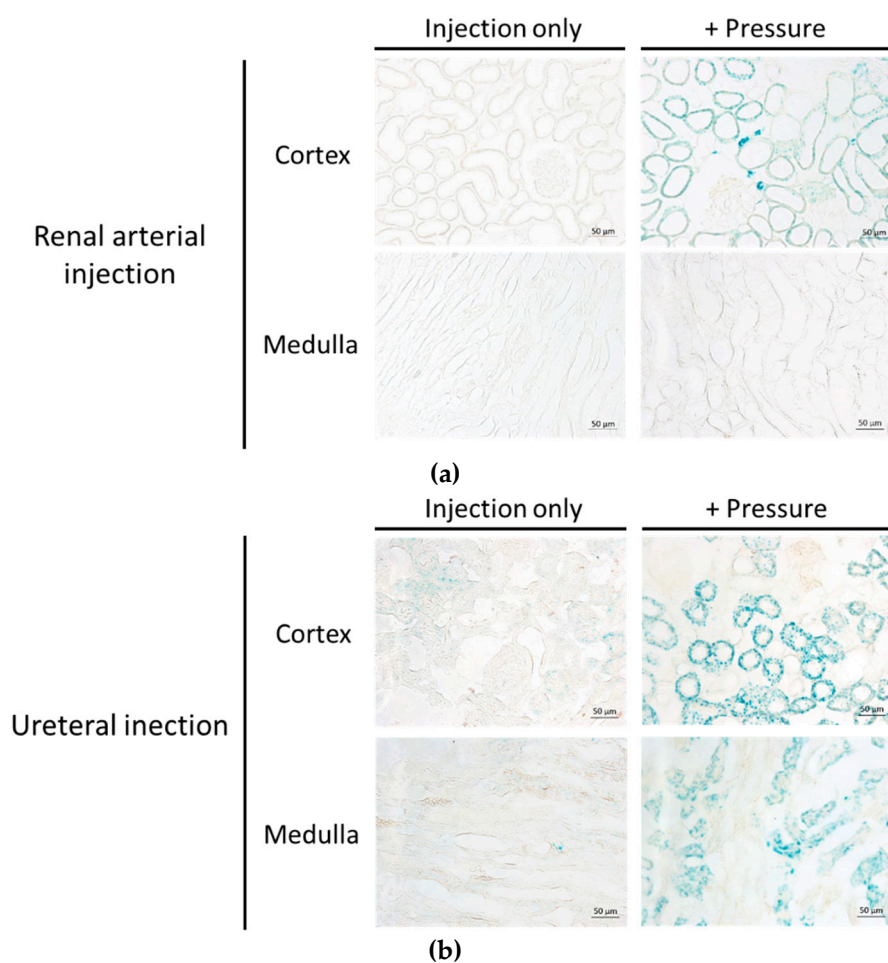 Injection only
+ Pressure
Renal arterial
injection
Cortex
50 µm
50 µm
Medulla
50 µm
50 µm
(a)
Injection only
+ Pressure
Ureteral inection
Cortex
50 µm
50 µm
Medulla
50 µm
50 µm
(b)